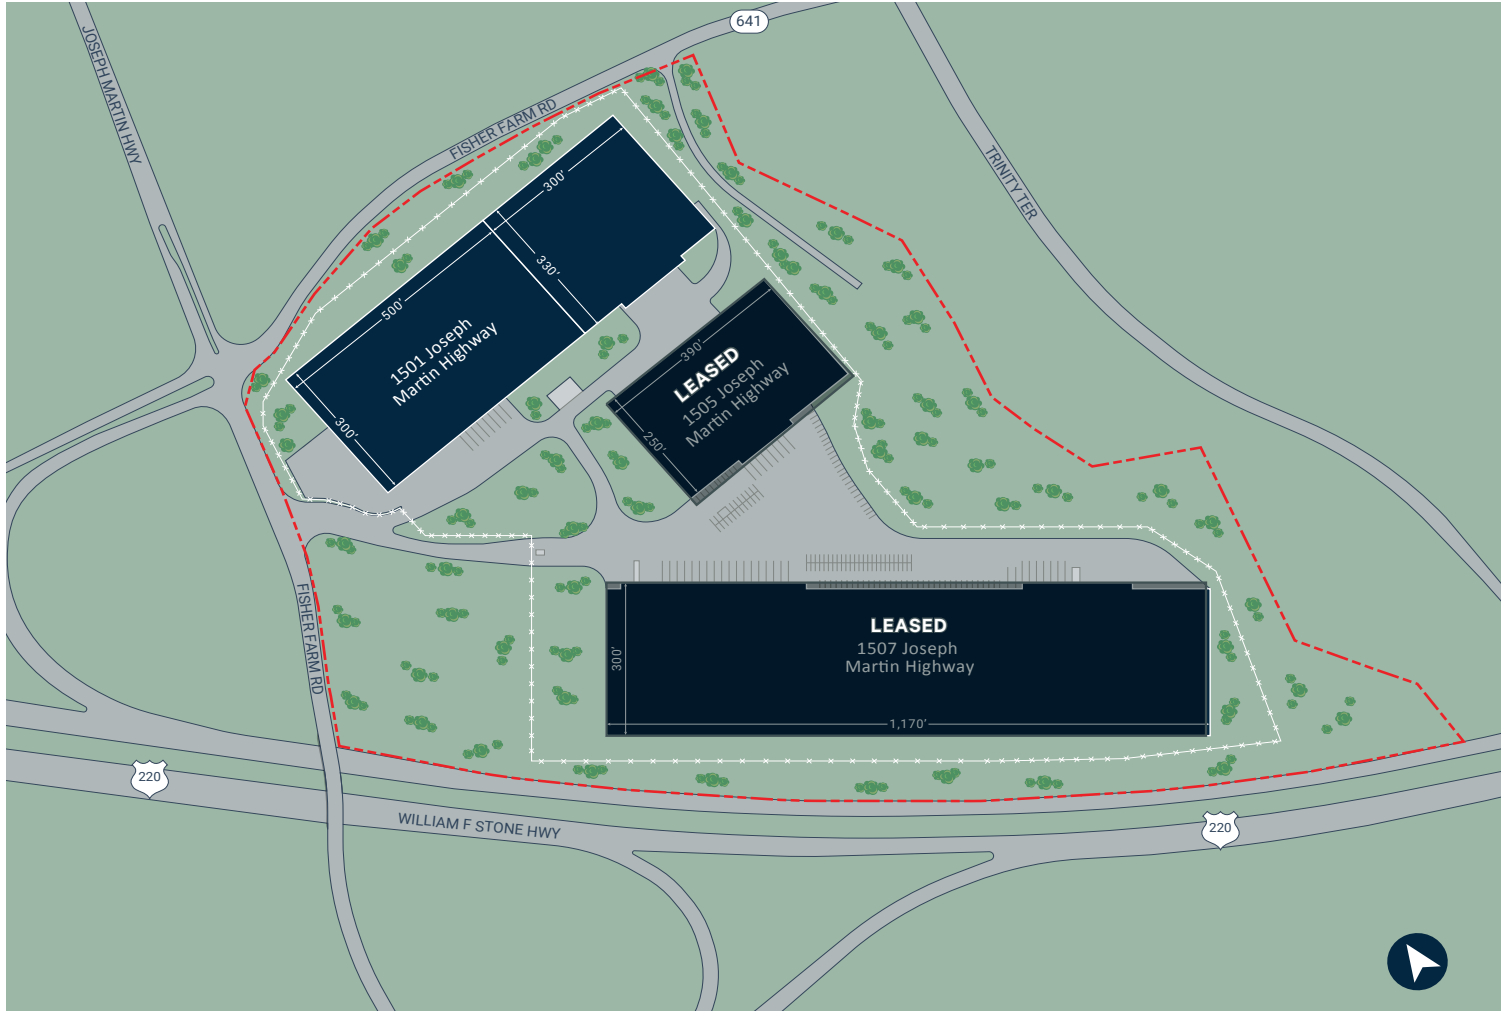 641
JOSEPH MARTIN HWY
FISHER FARM RD
TRINITY TER
300'
330'
500'
1501 Joseph
Martin Highway
300'
390'
LEASED
1505 Joseph
Martin Highway
250'
FISHER FARM RD
LEASED
1507 Joseph
Martin Highway
300'
1,170'
220
WILLIAM F STONE HWY
220